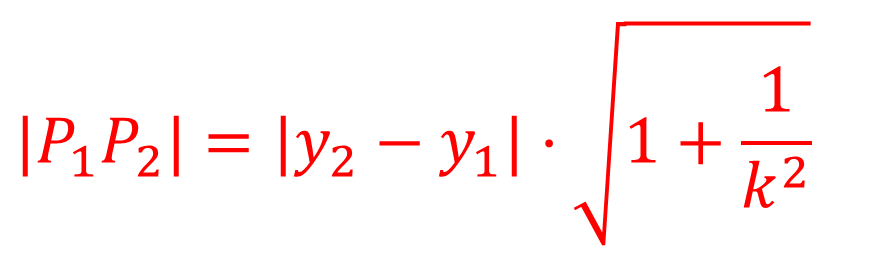 |P₁P₂| = |y₂ − y₁| · √(1 + 1/k²)